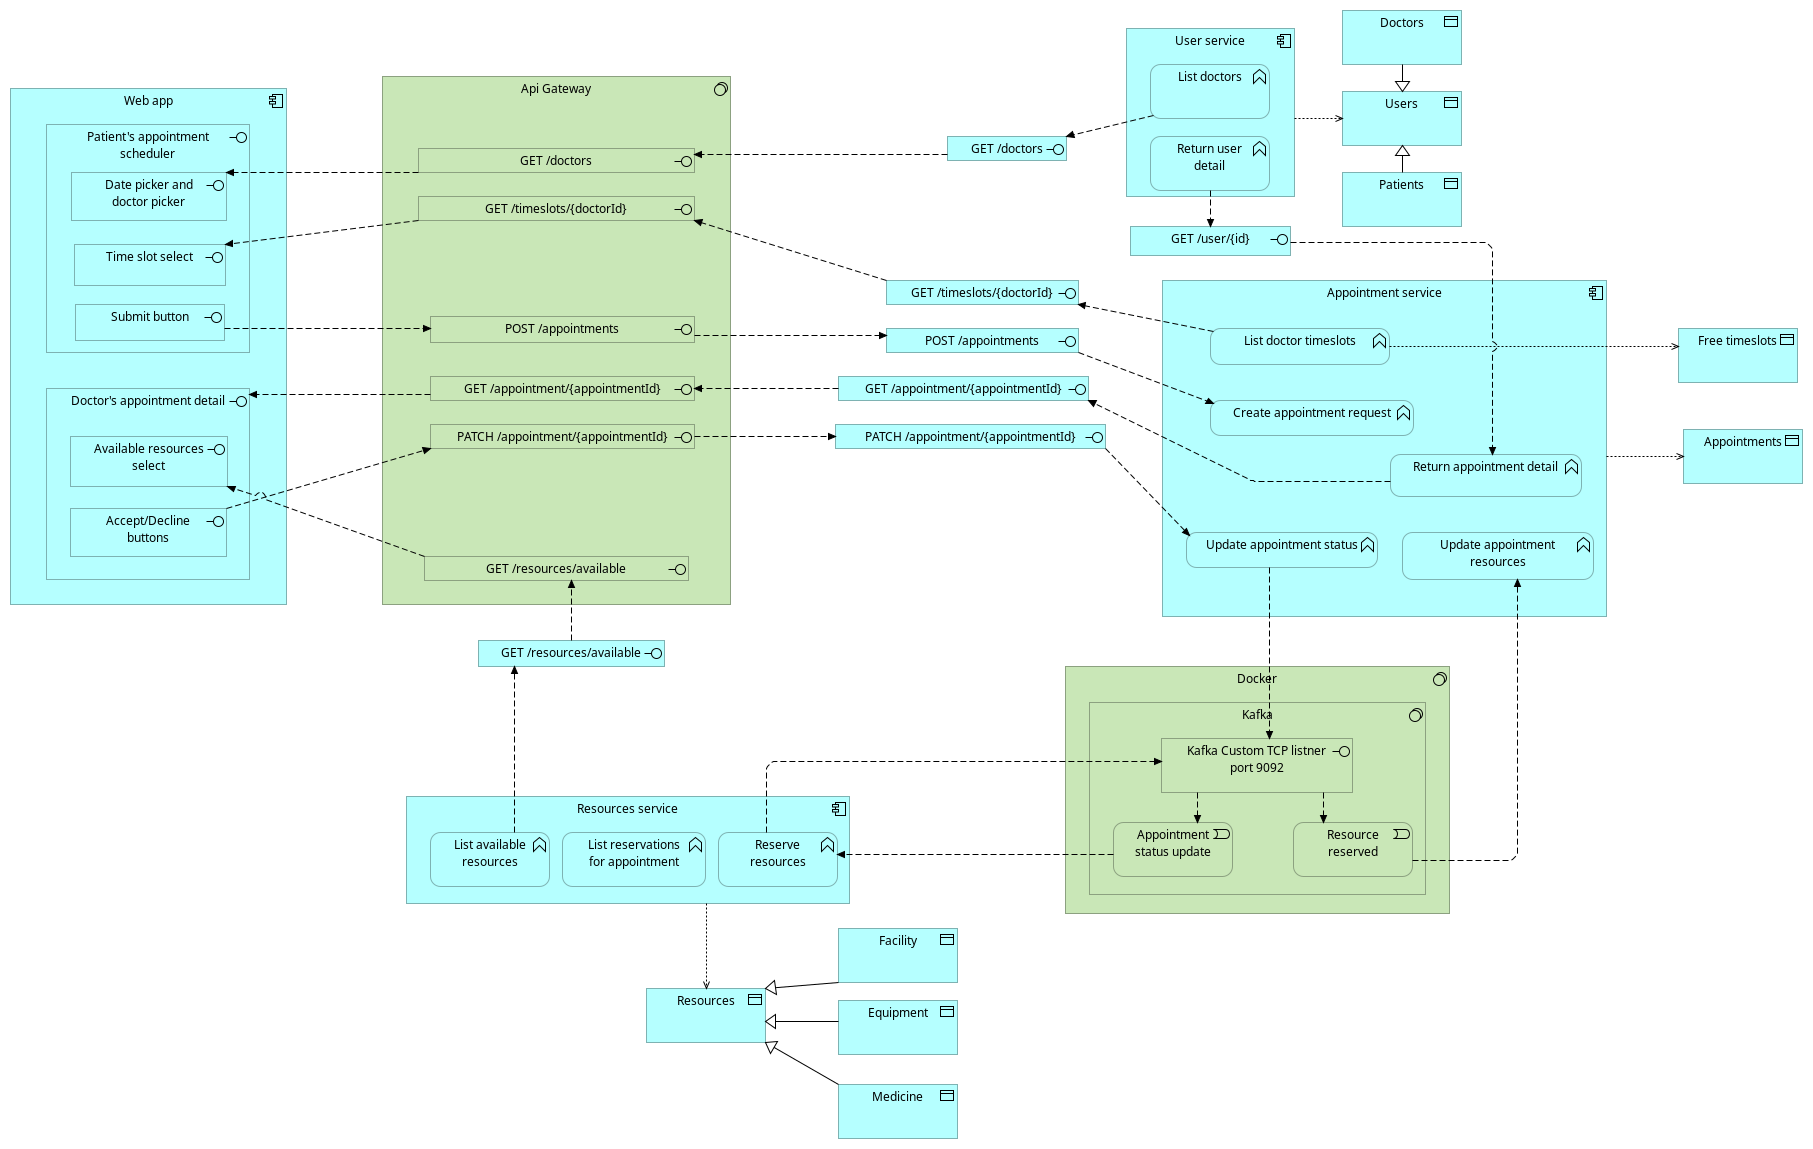 Web app
Patient's appointment
scheduler
Date picker and
doctor picker
Time slot select
Submit button
Doctor's appointment detail
Available resources
select
Accept/Decline
buttons
Api Gateway
GET /doctors
GET /timeslots/{doctorId}
POST /appointments
GET /appointment/{appointmentId}
PATCH /appointment/{appointmentId}
GET /resources/available
GET /resources/available
GET /doctors
GET /timeslots/{doctorId}
POST /appointments
GET /appointment/{appointmentId}
PATCH /appointment/{appointmentId}
User service
List doctors
Return user
detail
GET /user/{id}
Doctors
Users
Patients
Appointment service
List doctor timeslots
Create appointment request
Return appointment detail
Update appointment status
Update appointment
resources
Free timeslots
Appointments
Docker
Kafka
Kafka Custom TCP listner
port 9092
Appointment
status update
Resource
reserved
Resources service
List available
resources
List reservations
for appointment
Reserve
resources
Resources
Facility
Equipment
Medicine